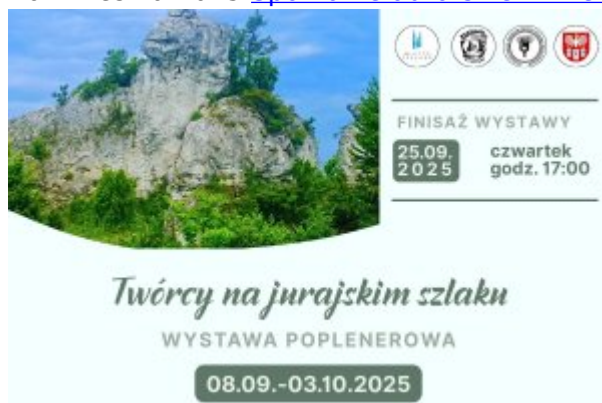 FINISAŻ WYSTAWY
25.09.
2025
czwartek
godz. 17:00
Twórcy na jurajskim szlaku
WYSTAWA POPLENEROWA
08.09.-03.10.2025